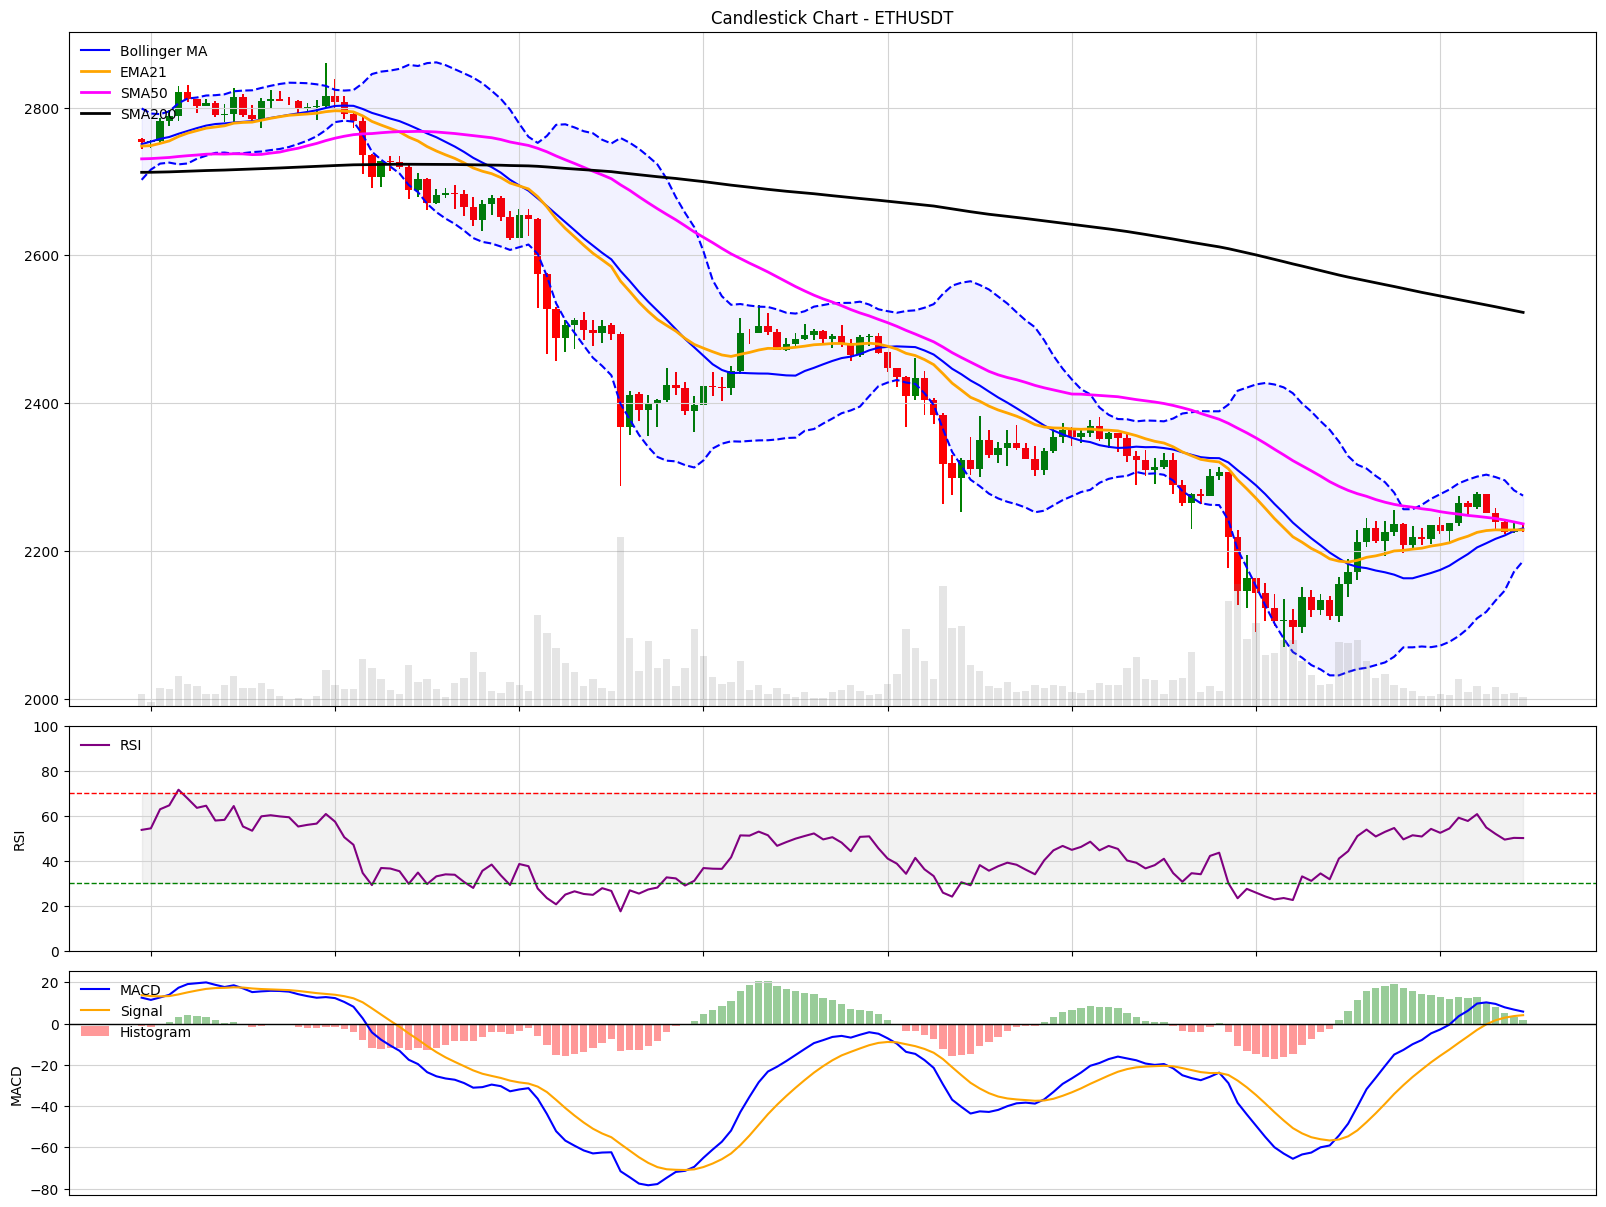 Candlestick Chart - ETHUSDT
Bollinger MA
EMA21
SMA50
SMA200
2800
2600
2400
2200
2000
RSI
100
80
60
40
20
0
RSI
MACD
Signal
Histogram
20
0
−20
−40
−60
−80
MACD